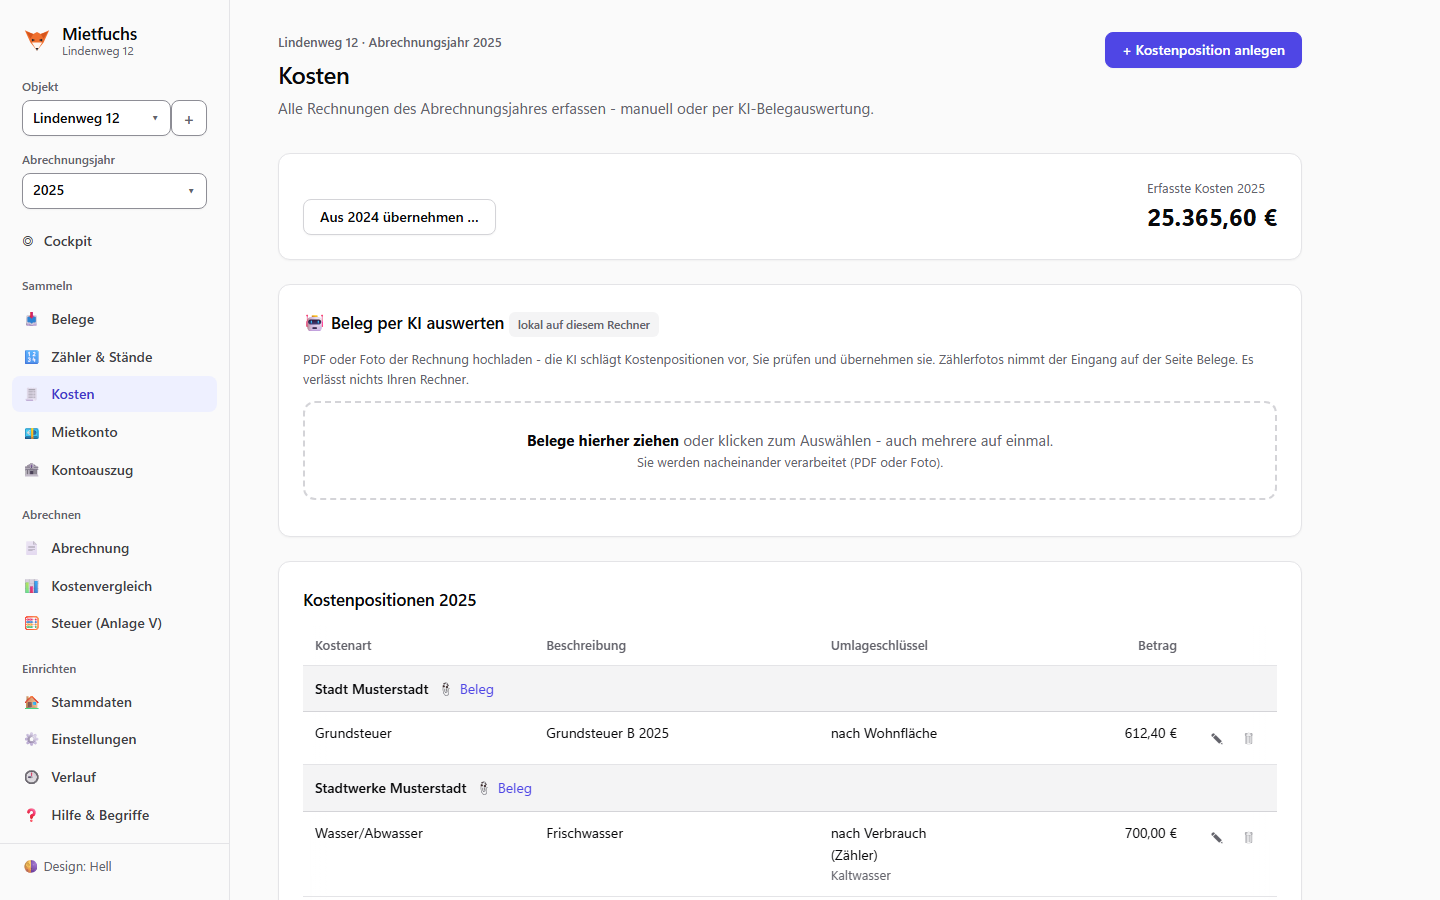 Mietfuchs
Lindenweg 12
Objekt
Lindenweg 12
+
Abrechnungsjahr
2025
Cockpit
Sammeln
Belege
Zähler & Stände
Kosten
Mietkonto
Kontoauszug
Abrechnen
Abrechnung
Kostenvergleich
Steuer (Anlage V)
Einrichten
Stammdaten
Einstellungen
Verlauf
Hilfe & Begriffe
Design: Hell
Lindenweg 12 · Abrechnungsjahr 2025
+ Kostenposition anlegen
Kosten
Alle Rechnungen des Abrechnungsjahres erfassen - manuell oder per KI-Belegauswertung.
Aus 2024 übernehmen ...
Erfasste Kosten 2025
25.365,60 €
Beleg per KI auswerten lokal auf diesem Rechner
PDF oder Foto der Rechnung hochladen - die KI schlägt Kostenpositionen vor, Sie prüfen und übernehmen sie. Zählerfotos nimmt der Eingang auf der Seite Belege. Es
verlässt nichts Ihren Rechner.
Belege hierher ziehen oder klicken zum Auswählen - auch mehrere auf einmal.
Sie werden nacheinander verarbeitet (PDF oder Foto).
Kostenpositionen 2025
Kostenart Beschreibung Umlageschlüssel Betrag
Stadt Musterstadt Beleg
Grundsteuer Grundsteuer B 2025 nach Wohnfläche 612,40 €
Stadtwerke Musterstadt Beleg
Wasser/Abwasser Frischwasser nach Verbrauch 700,00 €
(Zähler)
Kaltwasser